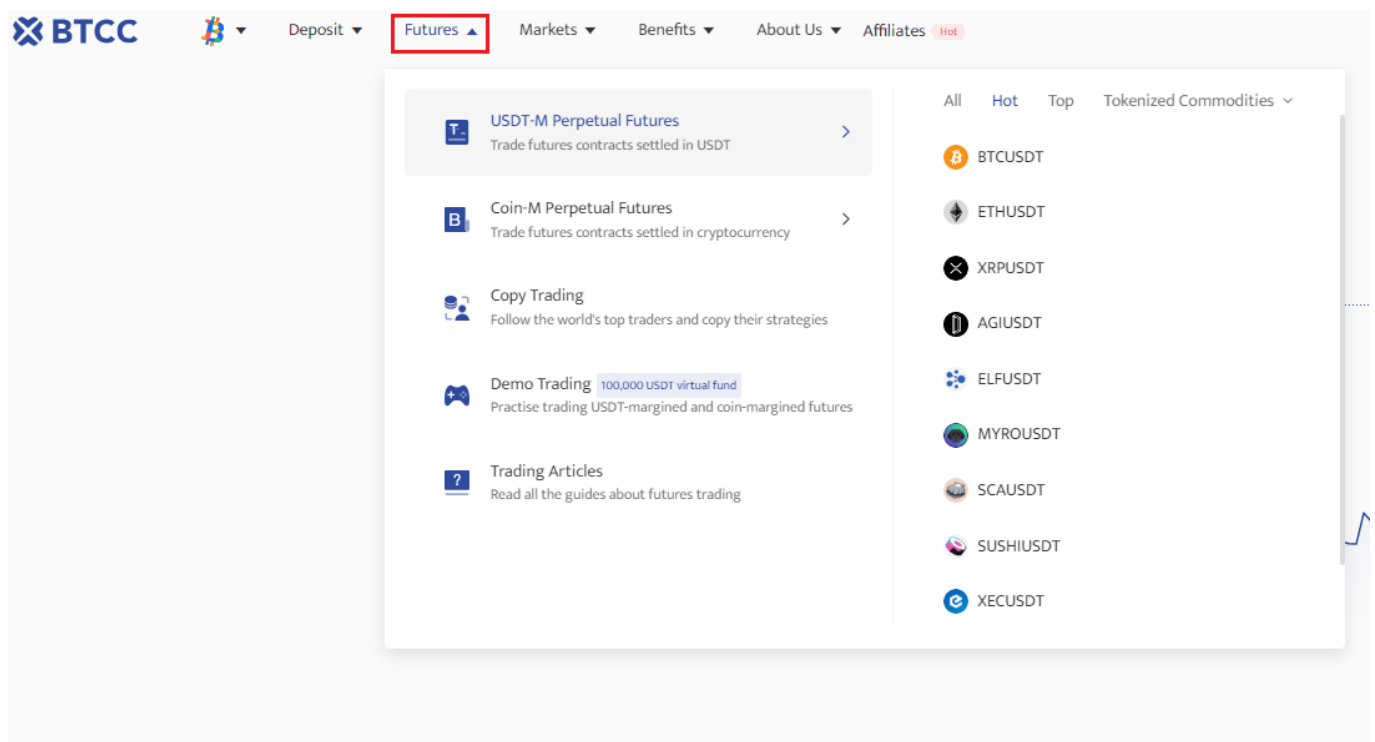 BTCC
Deposit
Futures
Markets
Benefits
About Us
Affiliates
Hot
USDT-M Perpetual Futures
Trade futures contracts settled in USDT
Coin-M Perpetual Futures
Trade futures contracts settled in cryptocurrency
Copy Trading
Follow the world's top traders and copy their strategies
Demo Trading 100,000 USDT virtual fund
Practise trading USDT-margined and coin-margined futures
Trading Articles
Read all the guides about futures trading
All Hot Top Tokenized Commodities
BTCUSDT
ETHUSDT
XRPUSDT
AGIUSDT
ELFUSDT
MYROUSDT
SCAUSDT
SUSHIUSDT
XECUSDT